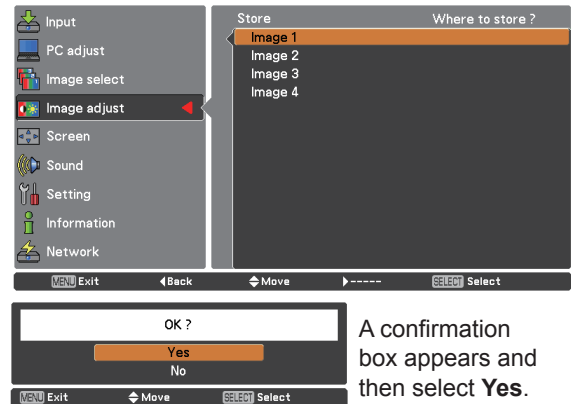 Input
PC adjust
Image select
Image adjust
Screen
Sound
Setting
Information
Network
Store Where to store ?
Image 1
Image 2
Image 3
Image 4
MENU Exit ◀Back Move ▶----- SELECT Select
OK ?
Yes
No
MENU Exit Move SELECT Select
A confirmation
box appears and
then select Yes.